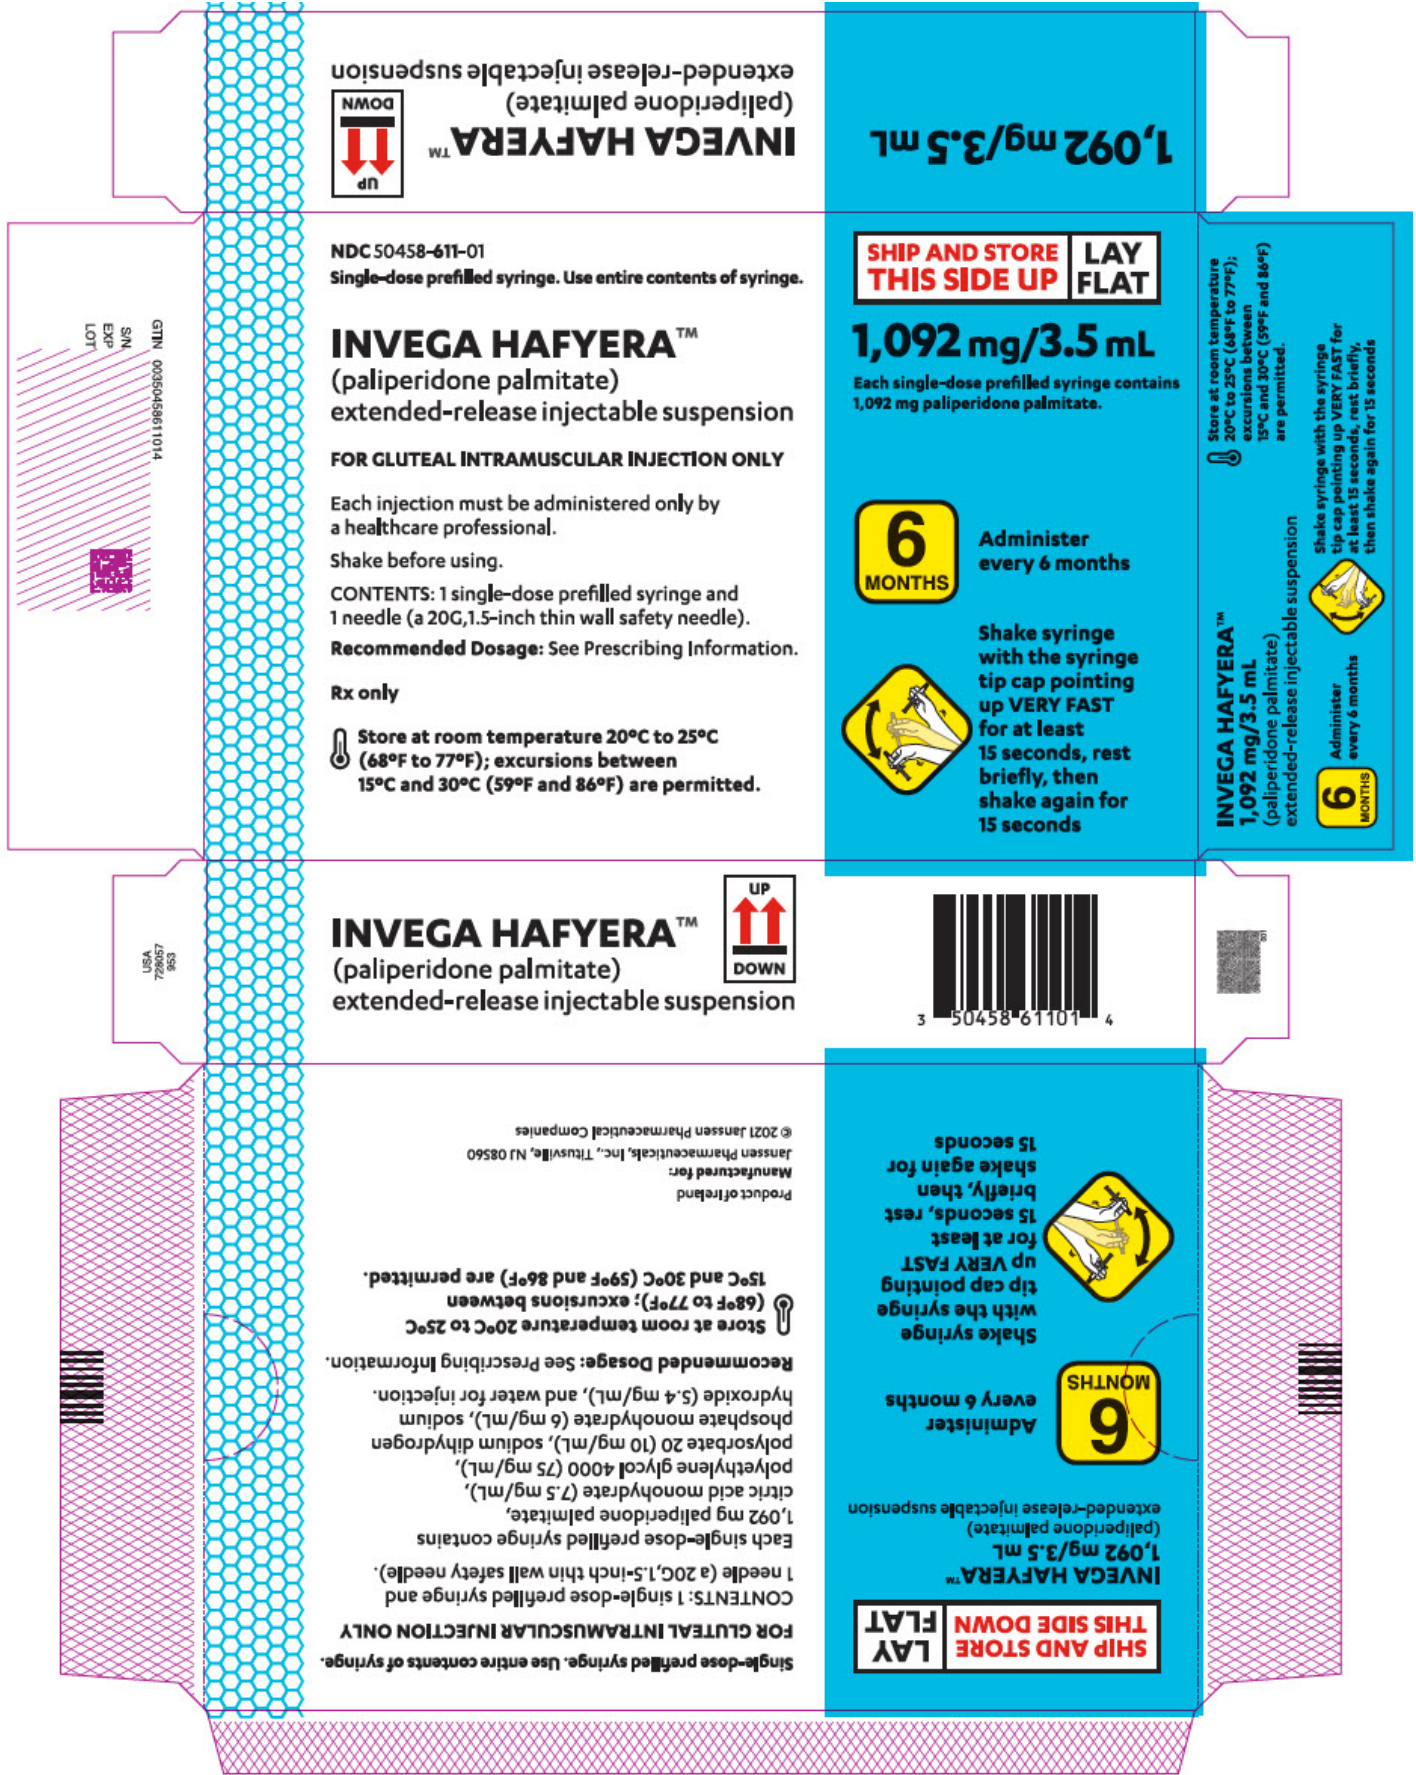 INVEGA HAFYERA™
(paliperidone palmitate)
extended-release injectable suspension
UP
DOWN
1,092 mg/3.5 mL
NDC 50458-611-01
Single-dose prefilled syringe. Use entire contents of syringe.
INVEGA HAFYERA™
(paliperidone palmitate)
extended-release injectable suspension
FOR GLUTEAL INTRAMUSCULAR INJECTION ONLY
Each injection must be administered only by
a healthcare professional.
Shake before using.
CONTENTS: 1 single-dose prefilled syringe and
1 needle (a 20G,1.5-inch thin wall safety needle).
Recommended Dosage: See Prescribing Information.
Rx only
Store at room temperature 20°C to 25°C
(68°F to 77°F); excursions between
15°C and 30°C (59°F and 86°F) are permitted.
SHIP AND STORE
THIS SIDE UP
LAY
FLAT
1,092 mg/3.5 mL
Each single-dose prefilled syringe contains
1,092 mg paliperidone palmitate.
6
MONTHS
Administer
every 6 months
Shake syringe
with the syringe
tip cap pointing
up VERY FAST
for at least
15 seconds, rest
briefly, then
shake again for
15 seconds
GTIN 00350458611014
S/N
EXP
LOT
INVEGA HAFYERA™
1,092 mg/3.5 mL
(paliperidone palmitate)
extended-release injectable suspension
Store at room temperature
20°C to 25°C (68°F to 77°F);
excursions between
15°C and 30°C (59°F and 86°F)
are permitted.
6
MONTHS
Administer
every 6 months
Shake syringe with the syringe
tip cap pointing up VERY FAST for
at least 15 seconds, rest briefly,
then shake again for 15 seconds
USA
728057
953
INVEGA HAFYERA™
(paliperidone palmitate)
extended-release injectable suspension
UP
DOWN
3 50458 61101 4
001
Single-dose prefilled syringe. Use entire contents of syringe.
FOR GLUTEAL INTRAMUSCULAR INJECTION ONLY
CONTENTS: 1 single-dose prefilled syringe and
1 needle (a 20G,1.5-inch thin wall safety needle).
Each single-dose prefilled syringe contains
1,092 mg paliperidone palmitate,
citric acid monohydrate (7.5 mg/mL),
polyethylene glycol 4000 (75 mg/mL),
polysorbate 20 (10 mg/mL), sodium dihydrogen
phosphate monohydrate (6 mg/mL), sodium
hydroxide (5.4 mg/mL), and water for injection.
Recommended Dosage: See Prescribing Information.
Store at room temperature 20°C to 25°C
(68°F to 77°F); excursions between
15°C and 30°C (59°F and 86°F) are permitted.
Product of Ireland
Manufactured for:
Janssen Pharmaceuticals, Inc., Titusville, NJ 08560
© 2021 Janssen Pharmaceutical Companies
SHIP AND STORE
THIS SIDE DOWN
LAY
FLAT
INVEGA HAFYERA™
1,092 mg/3.5 mL
(paliperidone palmitate)
extended-release injectable suspension
6
MONTHS
Administer
every 6 months
Shake syringe
with the syringe
tip cap pointing
up VERY FAST
for at least
15 seconds, rest
briefly, then
shake again for
15 seconds